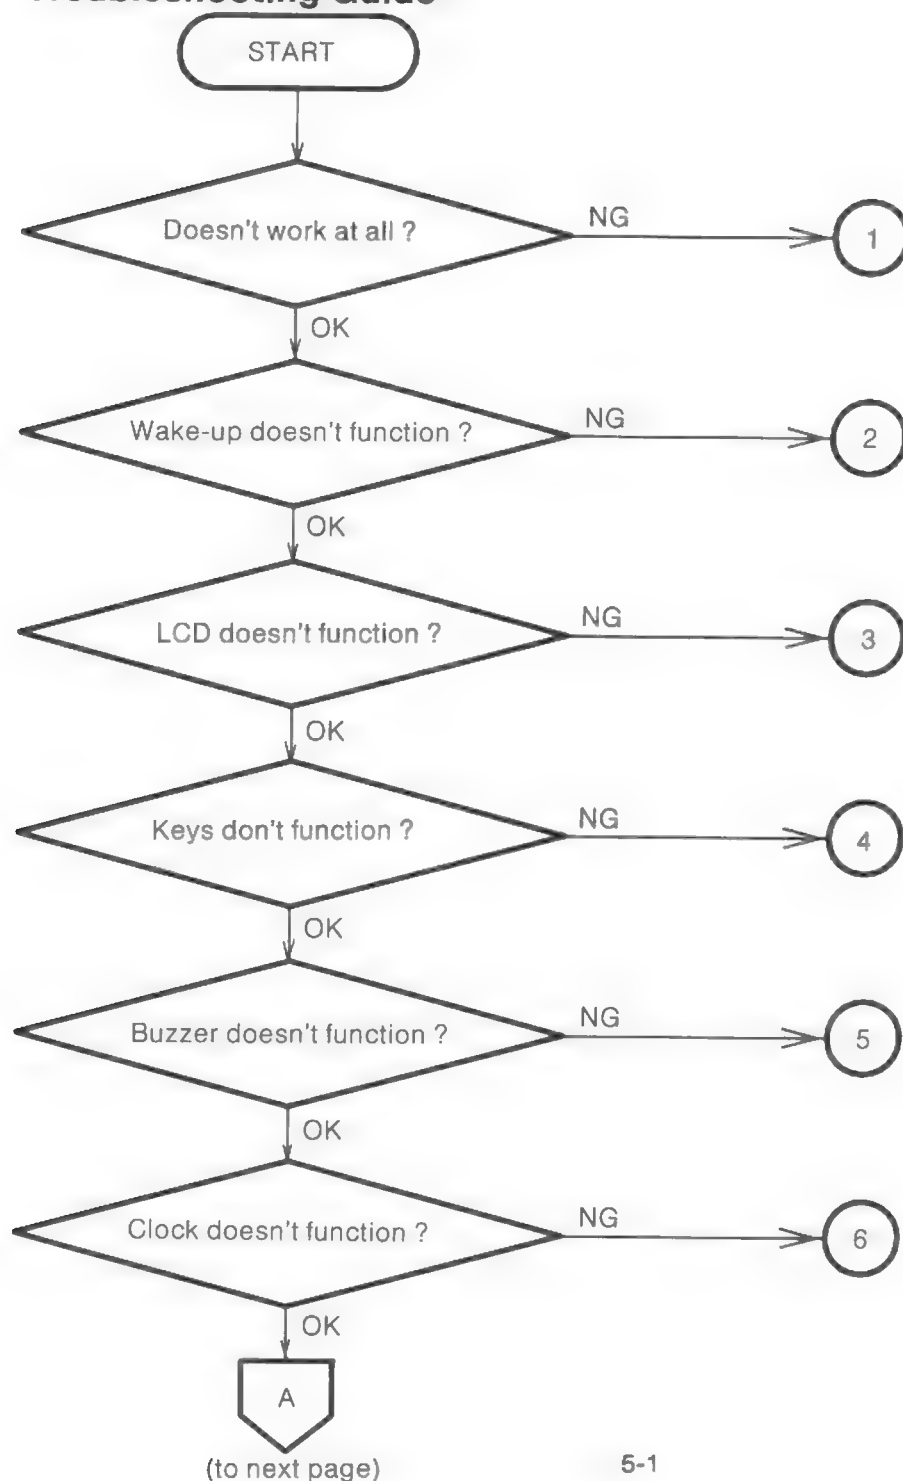 Troubleshooting Guide
START
Doesn't work at all ?
NG
1
OK
Wake-up doesn't function ?
NG
2
OK
LCD doesn't function ?
NG
3
OK
Keys don't function ?
NG
4
OK
Buzzer doesn't function ?
NG
5
OK
Clock doesn't function ?
NG
6
OK
A
(to next page)
5-1